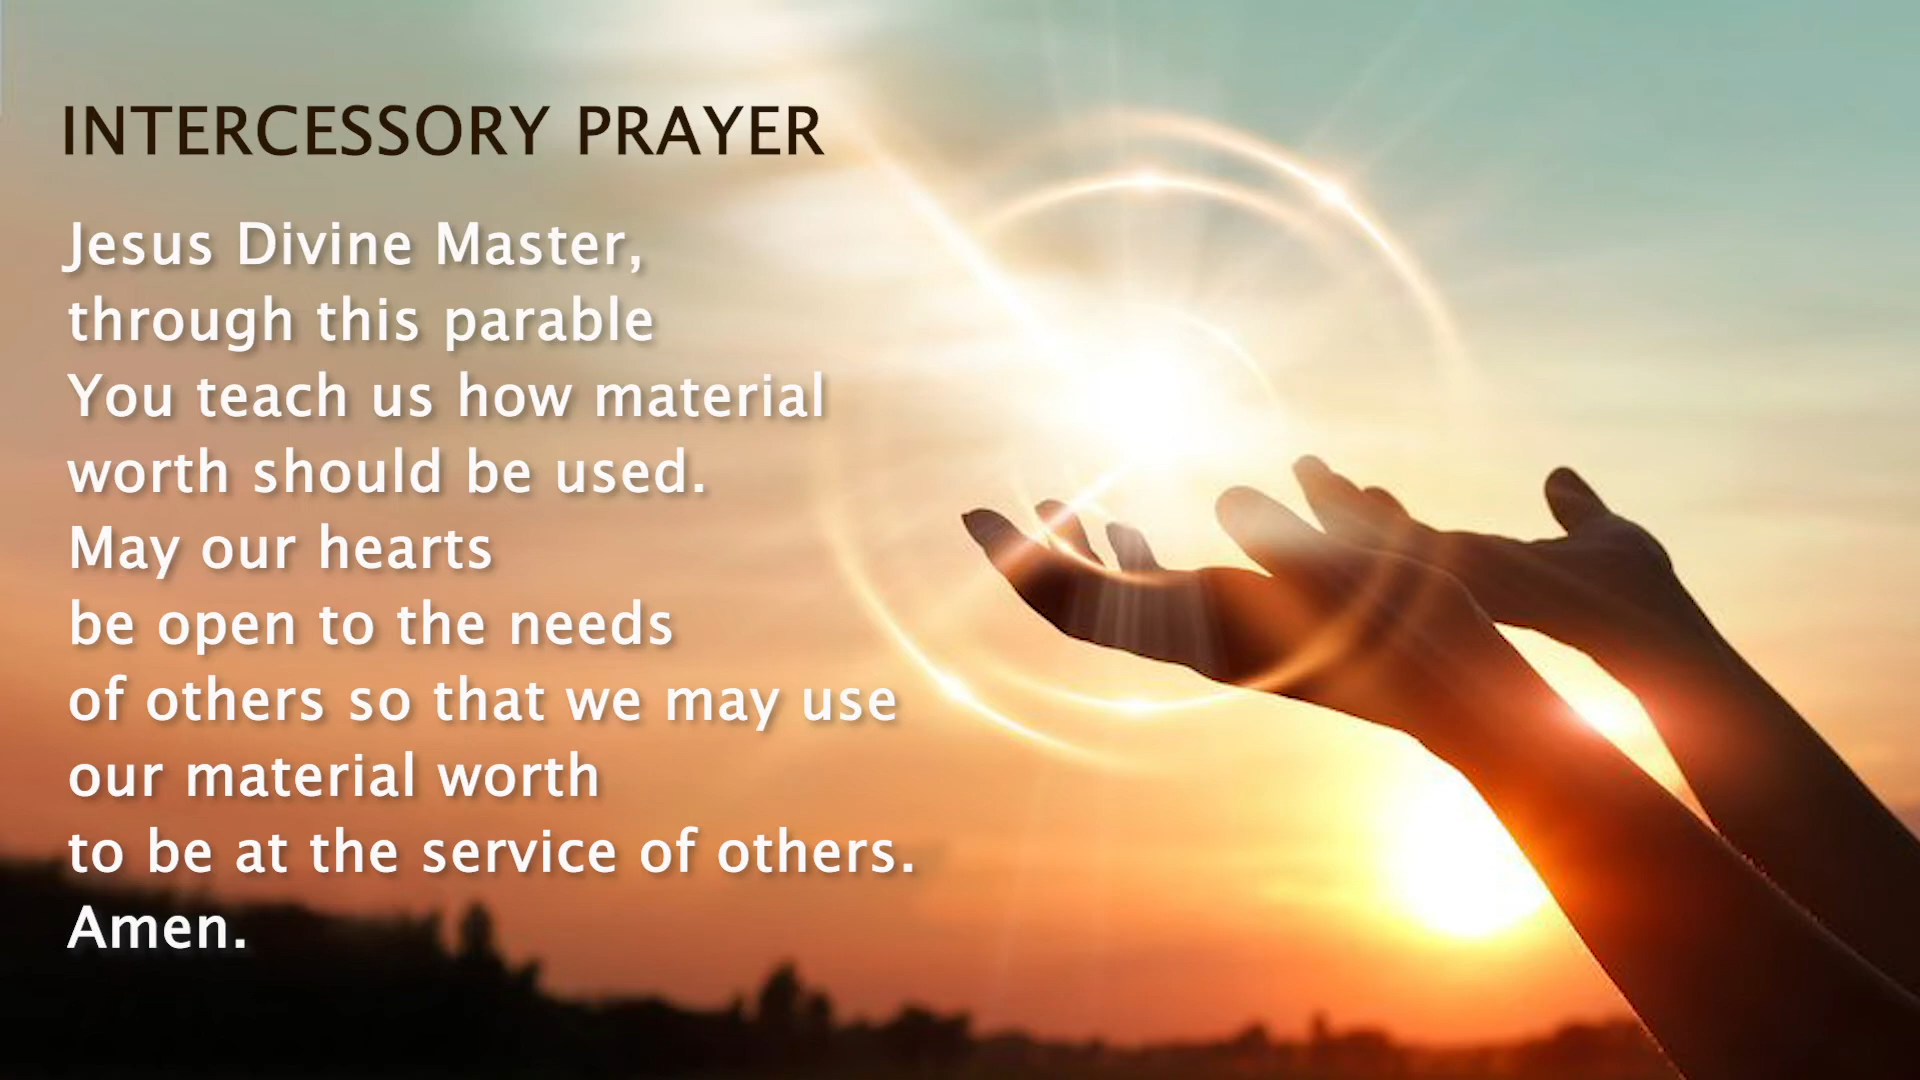 INTERCESSORY PRAYER
Jesus Divine Master,
through this parable
You teach us how material
worth should be used.
May our hearts
be open to the needs
of others so that we may use
our material worth
to be at the service of others.
Amen.